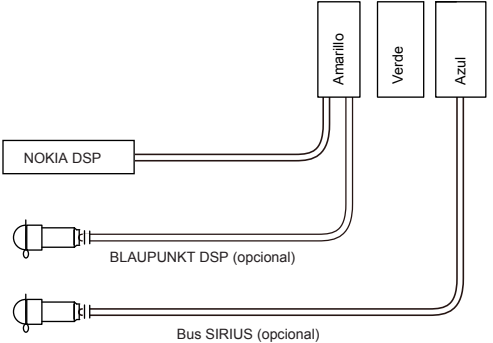 Amarillo
Verde
Azul
NOKIA DSP
BLAUPUNKT DSP (opcional)
Bus SIRIUS (opcional)